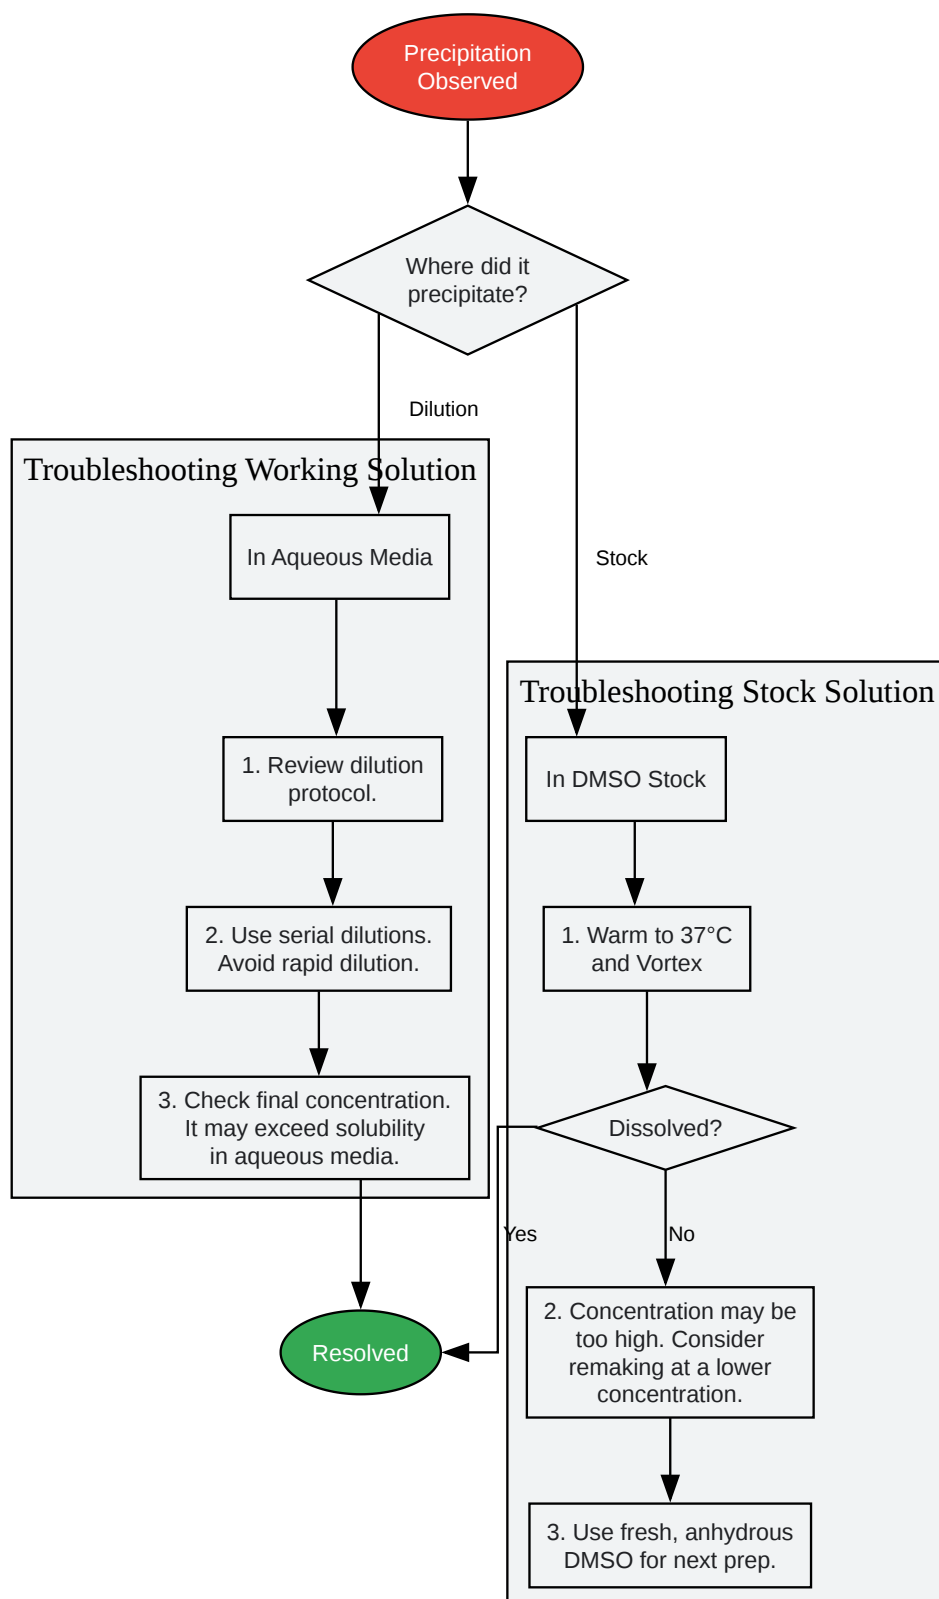 Precipitation
Observed
Where did it
precipitate?
Dilution
Stock
Troubleshooting Working Solution
In Aqueous Media
1. Review dilution
protocol.
2. Use serial dilutions.
Avoid rapid dilution.
3. Check final concentration.
It may exceed solubility
in aqueous media.
Troubleshooting Stock Solution
In DMSO Stock
1. Warm to 37°C
and Vortex
Dissolved?
Yes
No
Resolved
2. Concentration may be
too high. Consider
remaking at a lower
concentration.
3. Use fresh, anhydrous
DMSO for next prep.